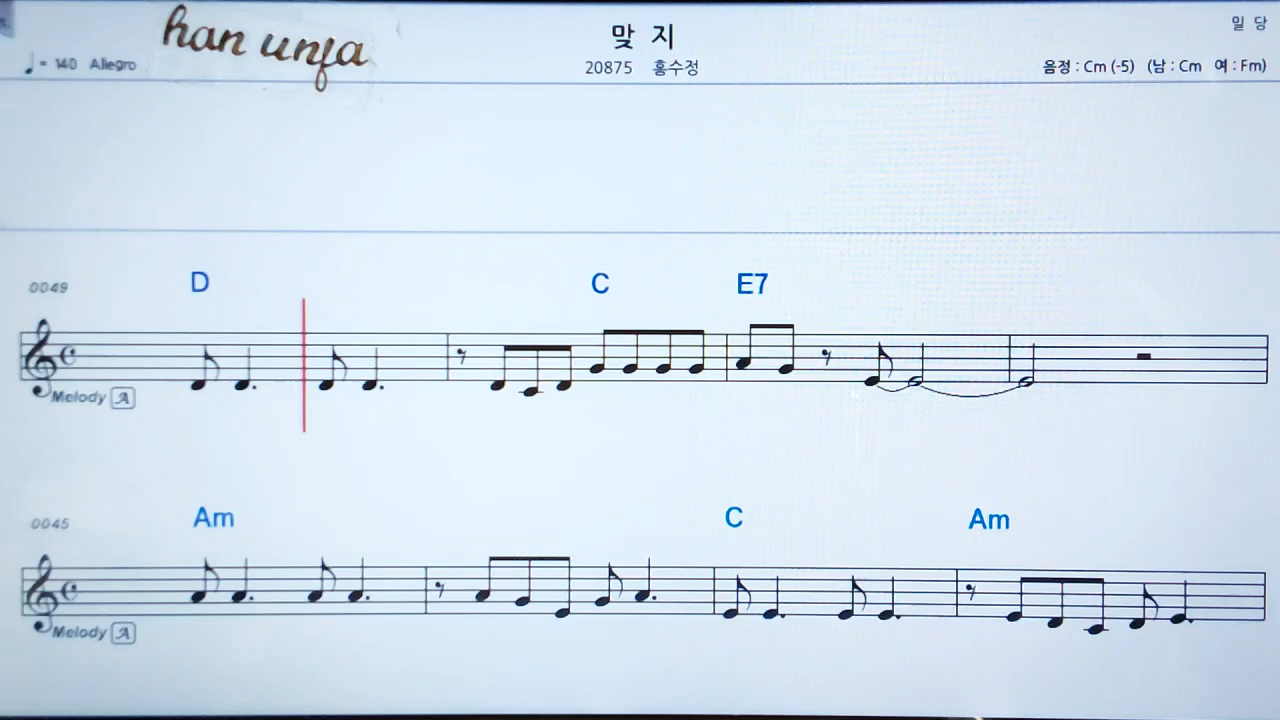 han unja
맞 지
밀 당
♩= 140 Allegro
20875 홍수정
음정 : Cm (-5) (남 : Cm 여 : Fm)
0049
D C E7
Melody A
0045
Am C Am
Melody A